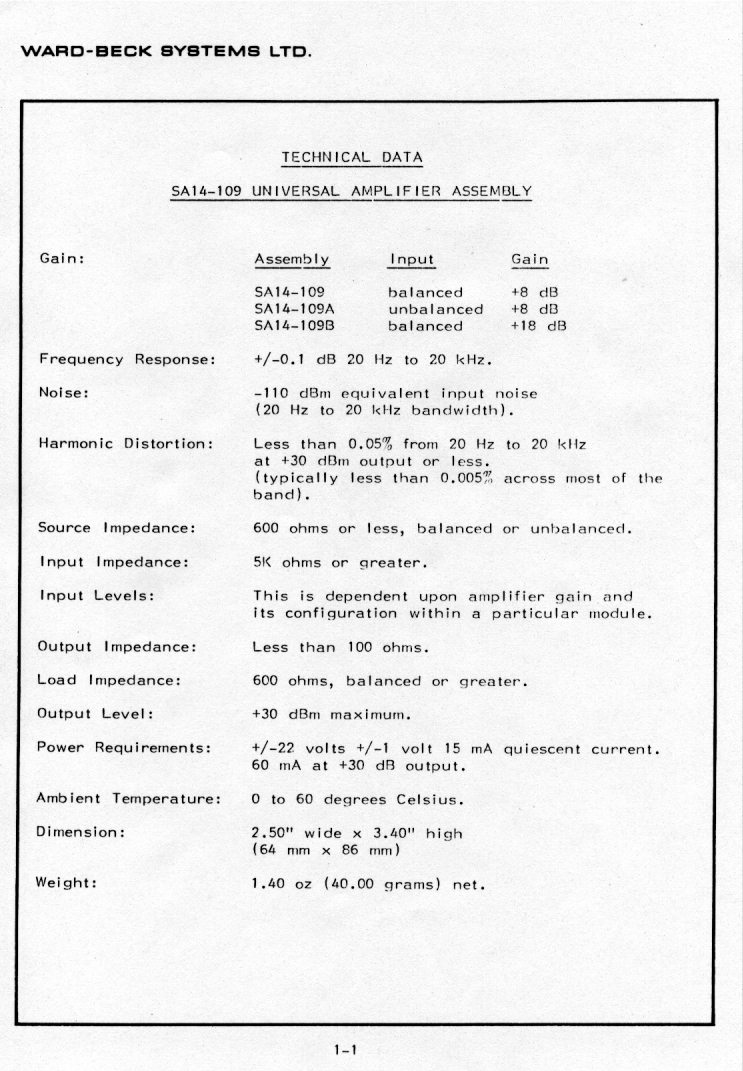 WARD-BECK SYSTEMS LTD.
TECHNICAL DATA
SA14-109 UNIVERSAL AMPLIFIER ASSEMBLY
Gain: Assembly Input Gain
SA14-109 balanced +8 dB
SA14-109A unbalanced +8 dB
SA14-109B balanced +18 dB
Frequency Response: +/-0.1 dB 20 Hz to 20 kHz.
Noise: -110 dBm equivalent input noise
(20 Hz to 20 kHz bandwidth).
Harmonic Distortion: Less than 0.05% from 20 Hz to 20 kHz
at +30 dBm output or less.
(typically less than 0.005% across most of the
band).
Source Impedance: 600 ohms or less, balanced or unbalanced.
Input Impedance: 5K ohms or greater.
Input Levels: This is dependent upon amplifier gain and
its configuration within a particular module.
Output Impedance: Less than 100 ohms.
Load Impedance: 600 ohms, balanced or greater.
Output Level: +30 dBm maximum.
Power Requirements: +/-22 volts +/-1 volt 15 mA quiescent current.
60 mA at +30 dB output.
Ambient Temperature: 0 to 60 degrees Celsius.
Dimension: 2.50" wide x 3.40" high
(64 mm x 86 mm)
Weight: 1.40 oz (40.00 grams) net.
1-1